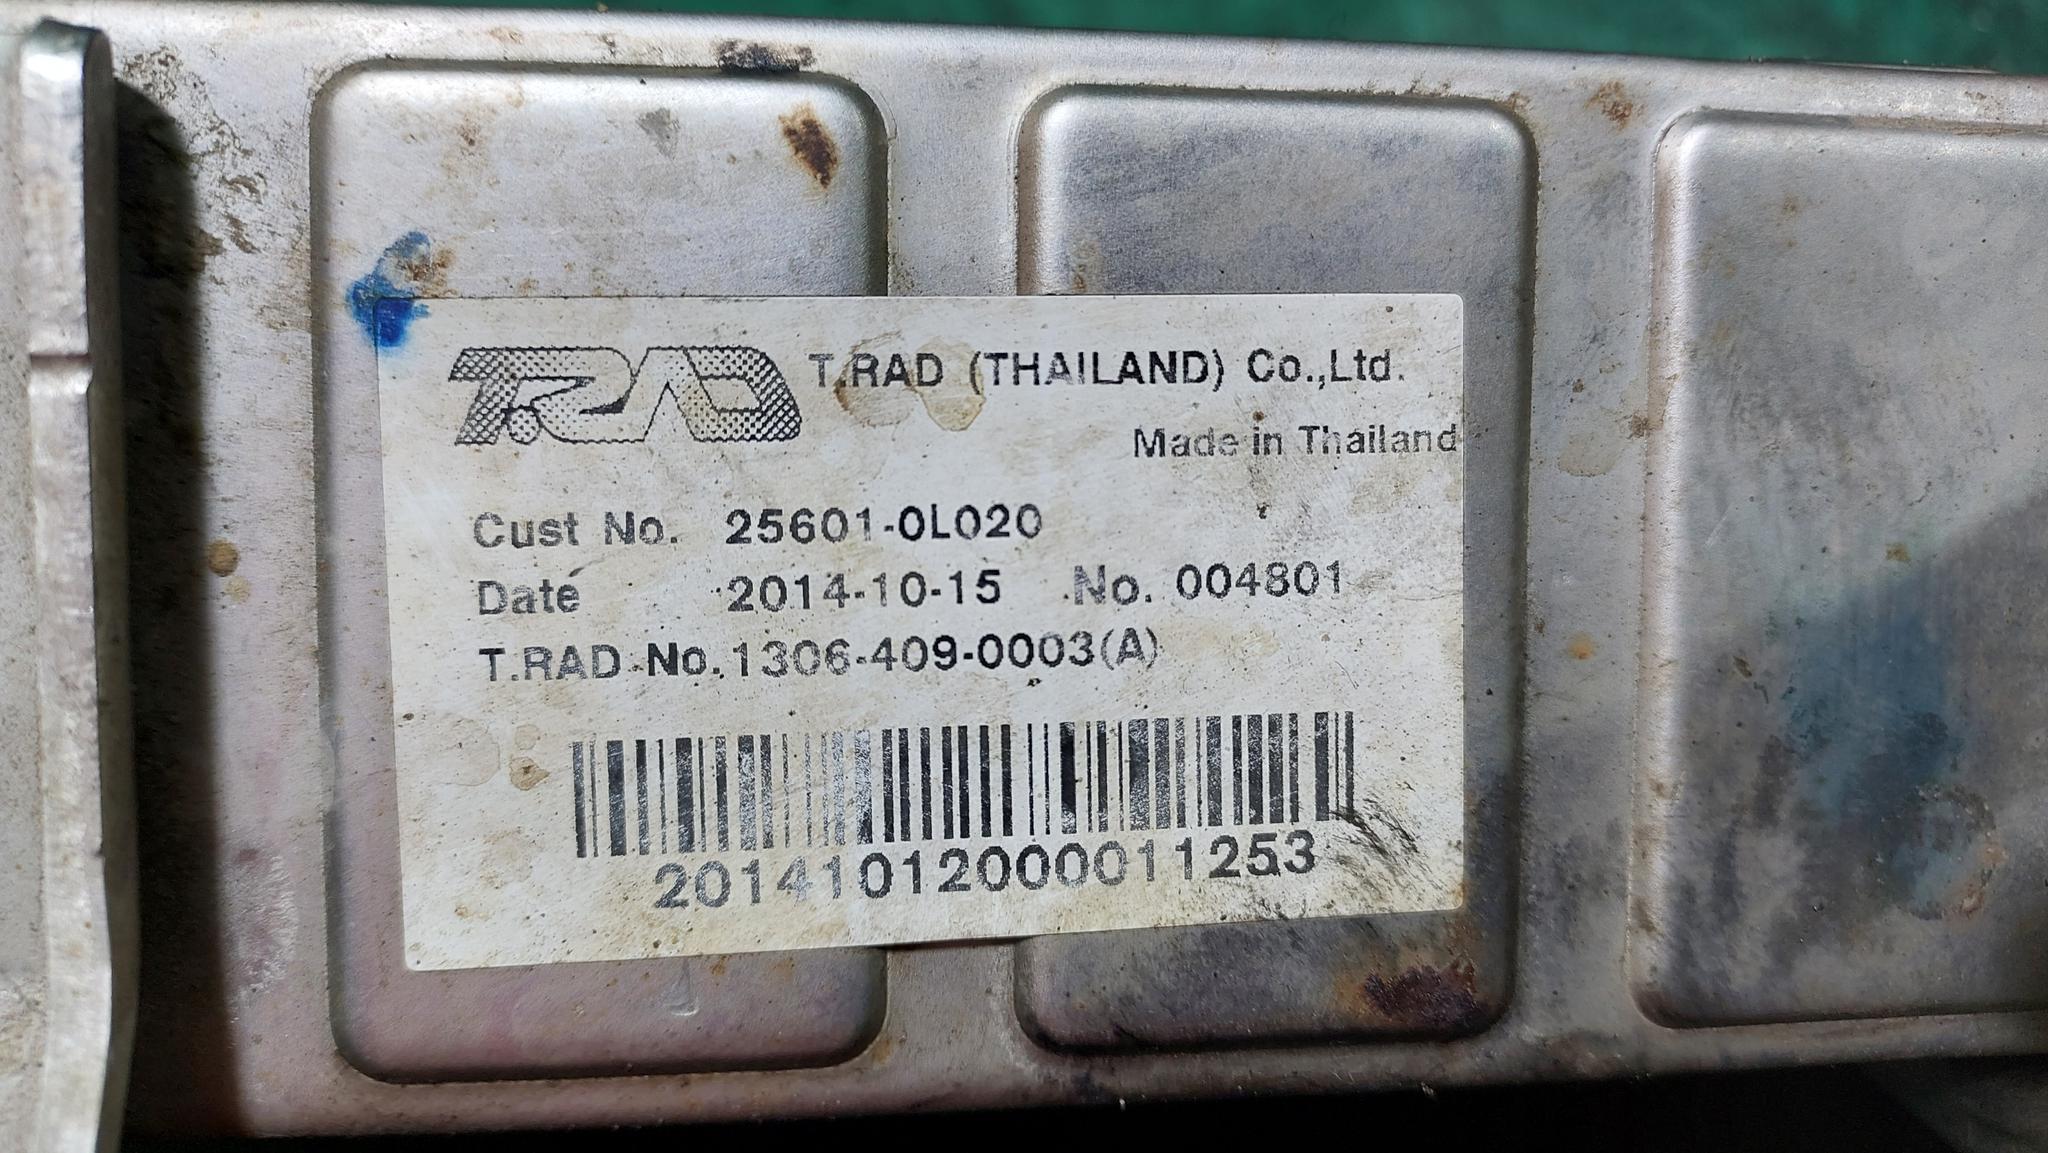 T.RAD T.RAD (THAILAND) Co.,Ltd.
Made in Thailand
Cust No. 25601-0L020
Date 2014-10-15 No. 004801
T.RAD No. 1306-409-0003(A)
20141012000011253